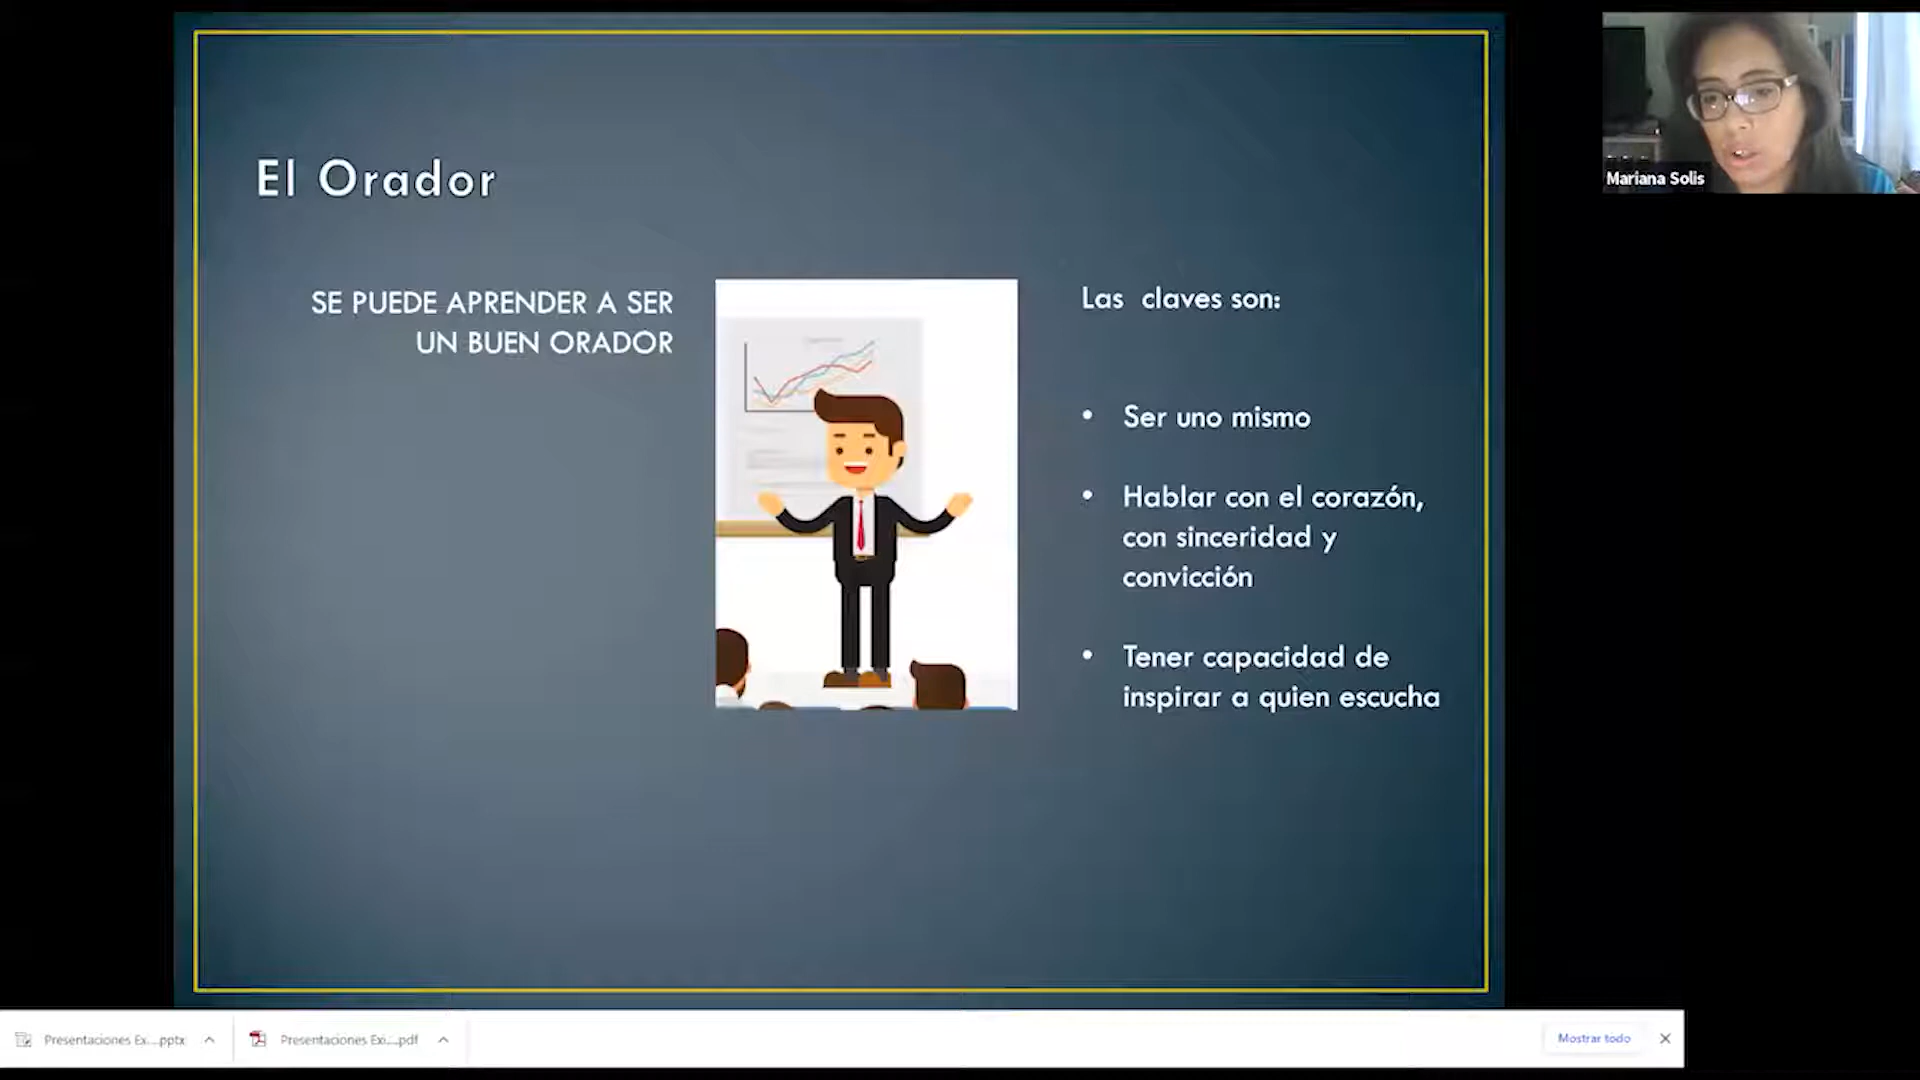 El Orador
SE PUEDE APRENDER A SER
UN BUEN ORADOR
Las claves son:
• Ser uno mismo
• Hablar con el corazón,
con sinceridad y
convicción
• Tener capacidad de
inspirar a quien escucha
Mariana Solis
Presentaciones Ex....pptx
Presentaciones Exi....pdf
Mostrar todo